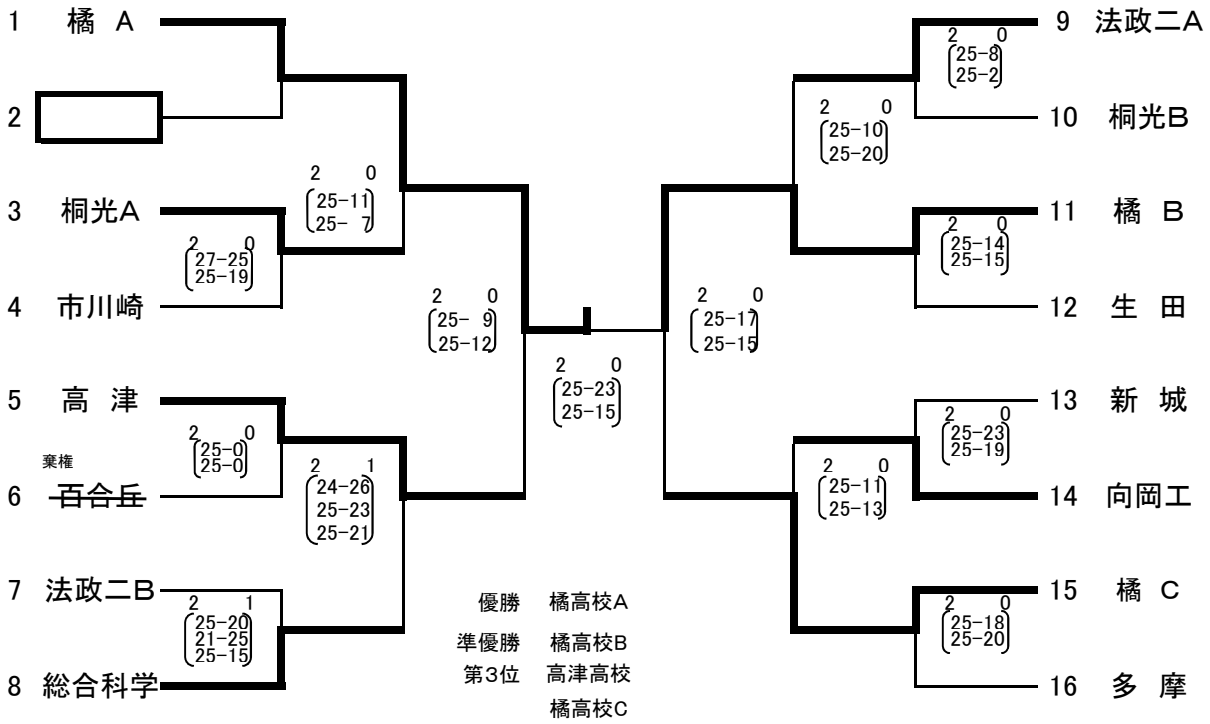 1 橘 A
2
3 桐光A
4 市川崎
5 高 津
棄権
6 百合丘
7 法政二B
8 総合科学
2 0
27-25
25-19
2 0
25-0
25-0
2 1
25-20
21-25
25-15
2 0
25-11
25- 7
2 1
24-26
25-23
25-21
2 0
25- 9
25-12
2 0
25-23
25-15
2 0
25-17
25-15
2 0
25-10
25-20
2 0
25-11
25-13
2 0
25-8
25-2
2 0
25-14
25-15
2 0
25-23
25-19
2 0
25-18
25-20
9 法政二A
10 桐光B
11 橘 B
12 生 田
13 新 城
14 向岡工
15 橘 C
16 多 摩
優勝 橘高校A
準優勝 橘高校B
第3位 高津高校
橘高校C